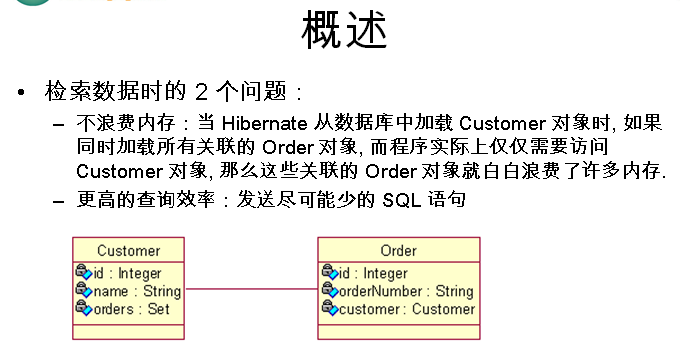 概述
• 检索数据时的 2 个问题：
– 不浪费内存：当 Hibernate 从数据库中加载 Customer 对象时, 如果
同时加载所有关联的 Order 对象, 而程序实际上仅仅需要访问
Customer 对象, 那么这些关联的 Order 对象就白白浪费了许多内存.
– 更高的查询效率：发送尽可能少的 SQL 语句
Customer
id : Integer
name : String
orders : Set
Order
id : Integer
orderNumber : String
customer : Customer